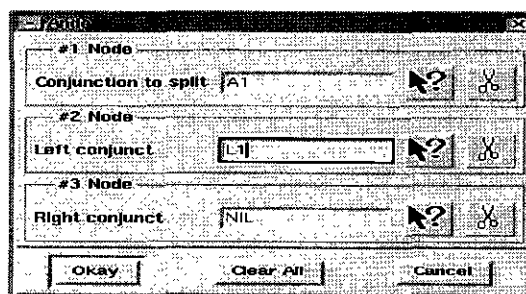 #1 Node
Conjunction to split A1
#2 Node
Left conjunct L1
#3 Node
Right conjunct NIL
Okay Clear All Cancel